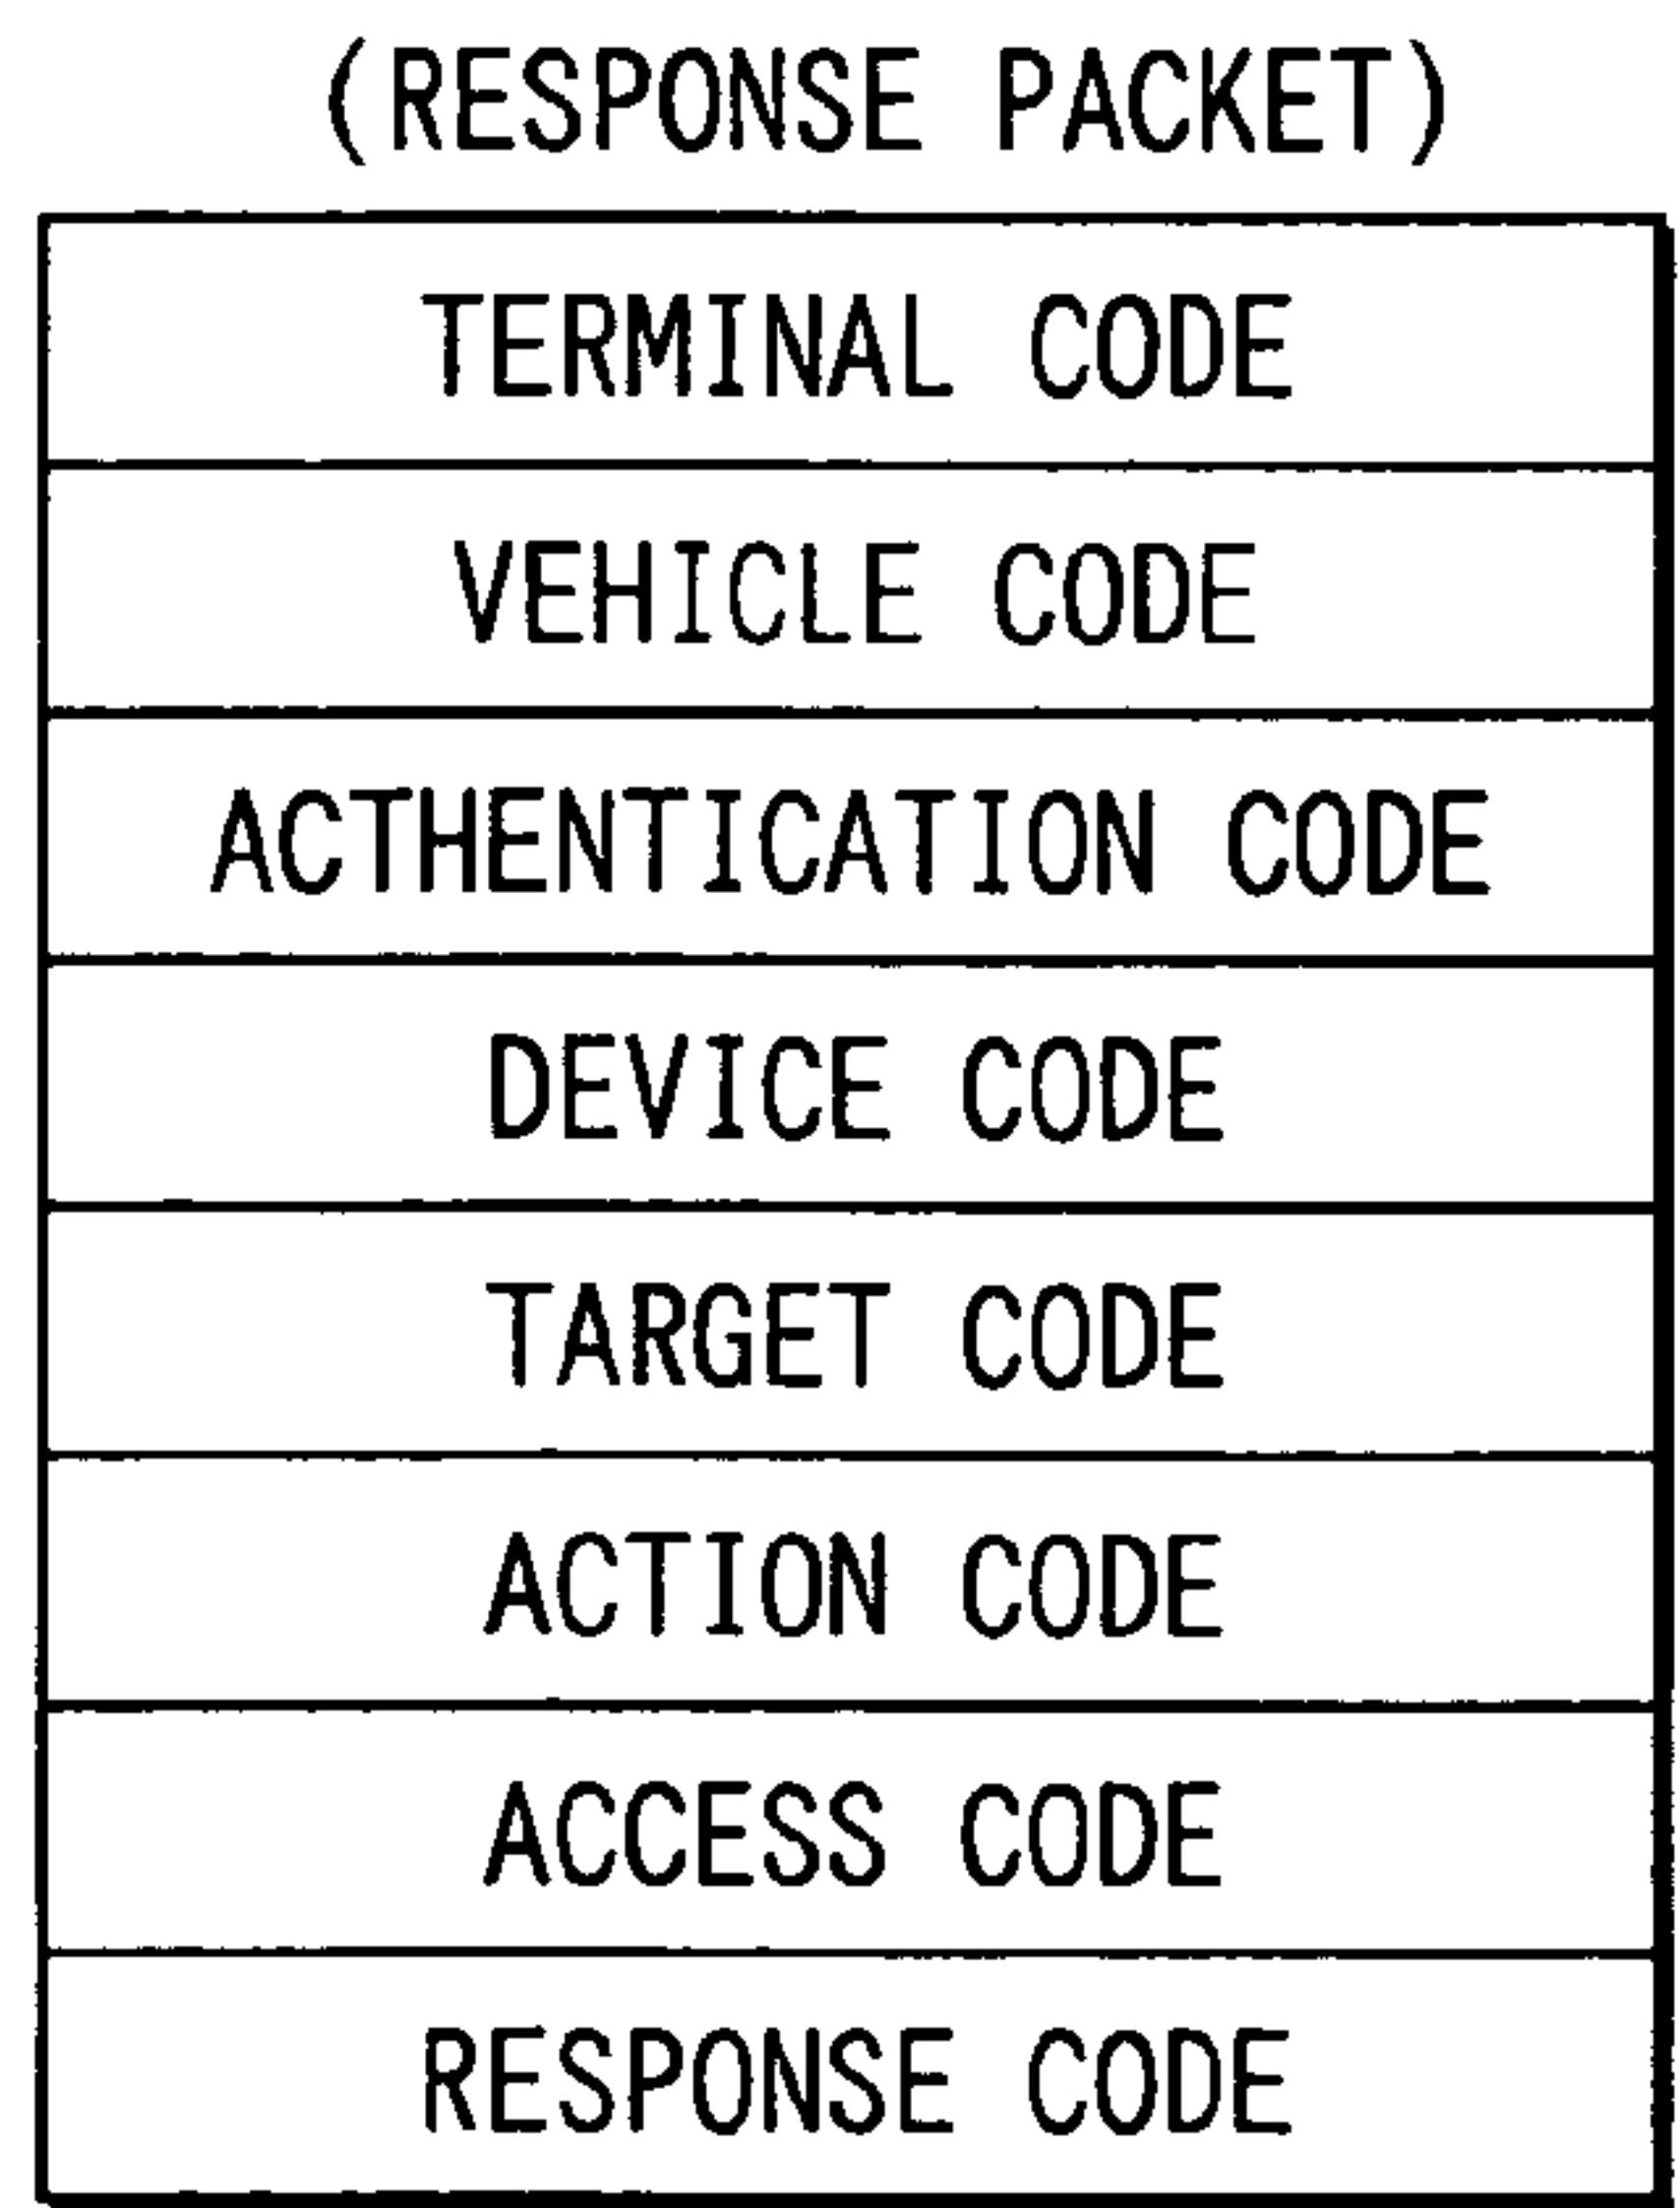 (RESPONSE PACKET)
TERMINAL CODE
VEHICLE CODE
ACTHENTICATION CODE
DEVICE CODE
TARGET CODE
ACTION CODE
ACCESS CODE
RESPONSE CODE